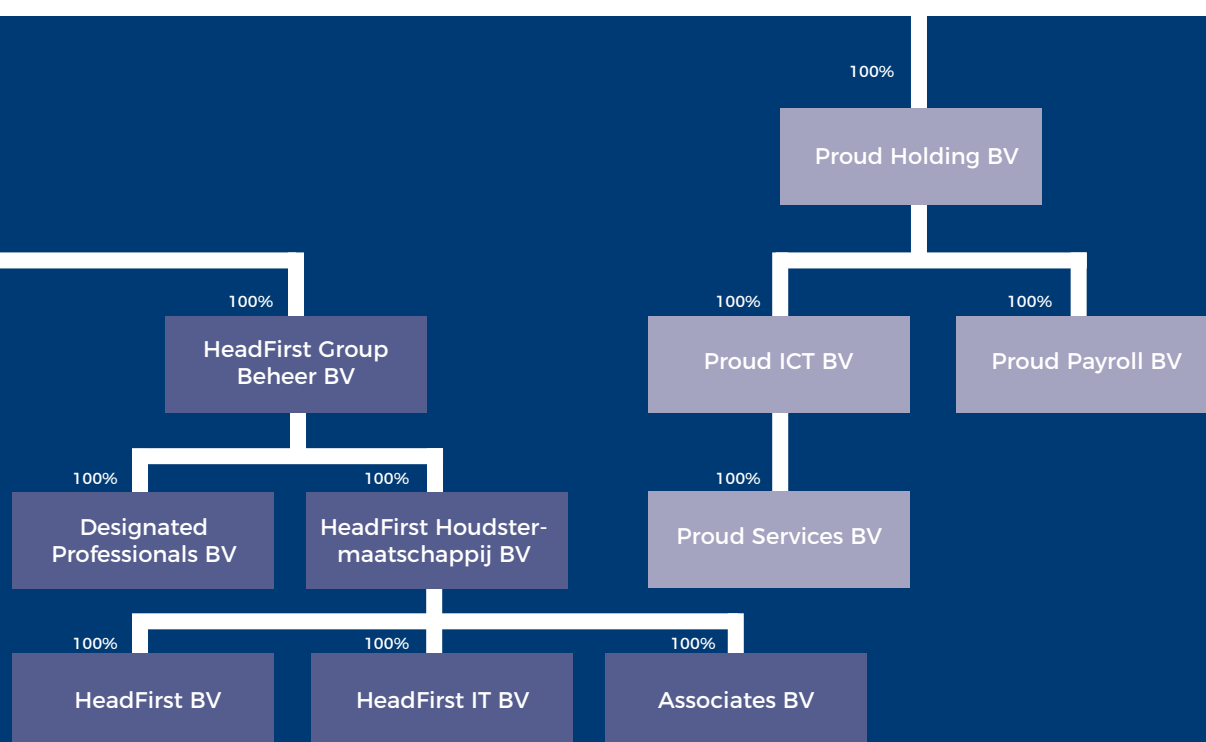 100%
Proud Holding BV
100%
100%
100%
HeadFirst Group
Beheer BV
Proud ICT BV
Proud Payroll BV
100%
100%
100%
Designated
Professionals BV
HeadFirst Houdster-
maatschappij BV
Proud Services BV
100%
100%
100%
HeadFirst BV
HeadFirst IT BV
Associates BV